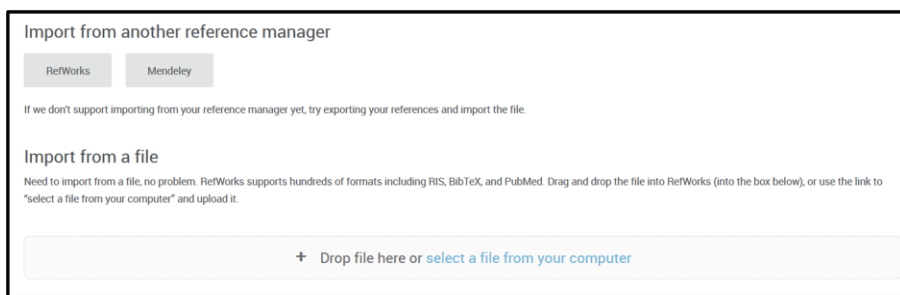 Import from another reference manager
RefWorks Mendeley
If we don't support importing from your reference manager yet, try exporting your references and import the file.
Import from a file
Need to import from a file, no problem. RefWorks supports hundreds of formats including RIS, BibTeX, and PubMed. Drag and drop the file into RefWorks (into the box below), or use the link to
"select a file from your computer" and upload it.
+ Drop file here or select a file from your computer